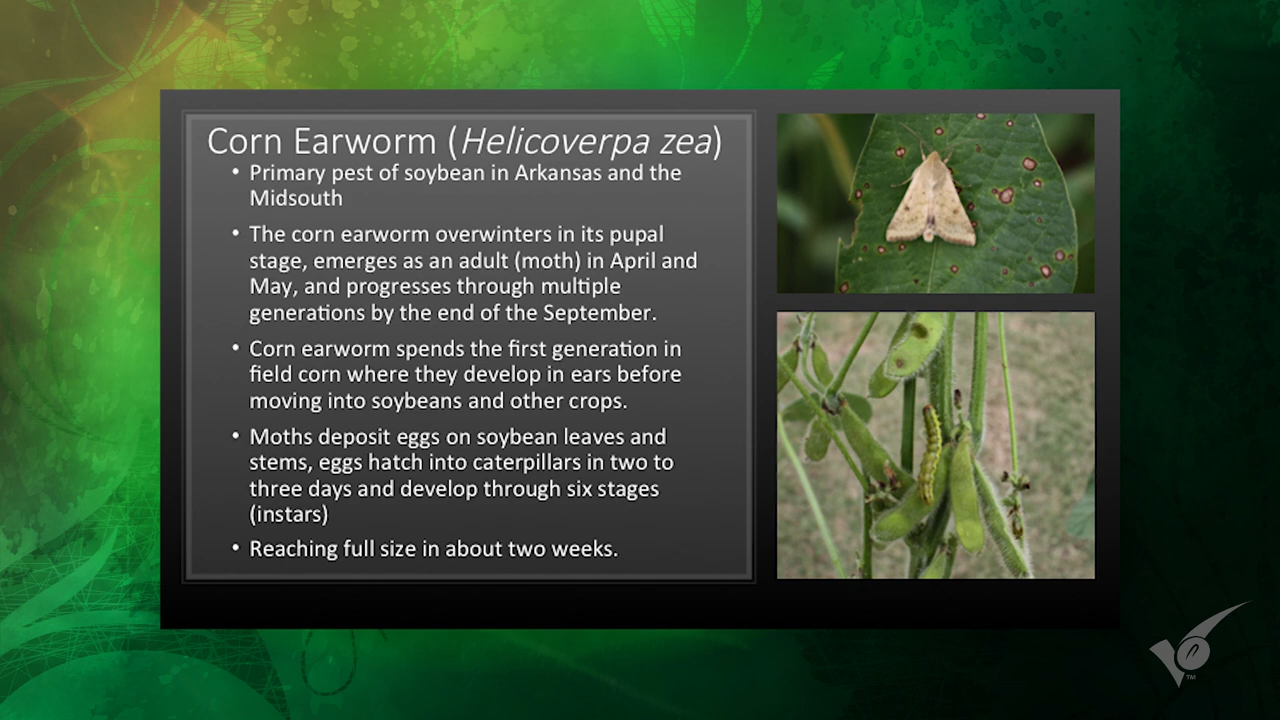 Corn Earworm (Helicoverpa zea)
• Primary pest of soybean in Arkansas and the
Midsouth
• The corn earworm overwinters in its pupal
stage, emerges as an adult (moth) in April and
May, and progresses through multiple
generations by the end of the September.
• Corn earworm spends the first generation in
field corn where they develop in ears before
moving into soybeans and other crops.
• Moths deposit eggs on soybean leaves and
stems, eggs hatch into caterpillars in two to
three days and develop through six stages
(instars)
• Reaching full size in about two weeks.
TM